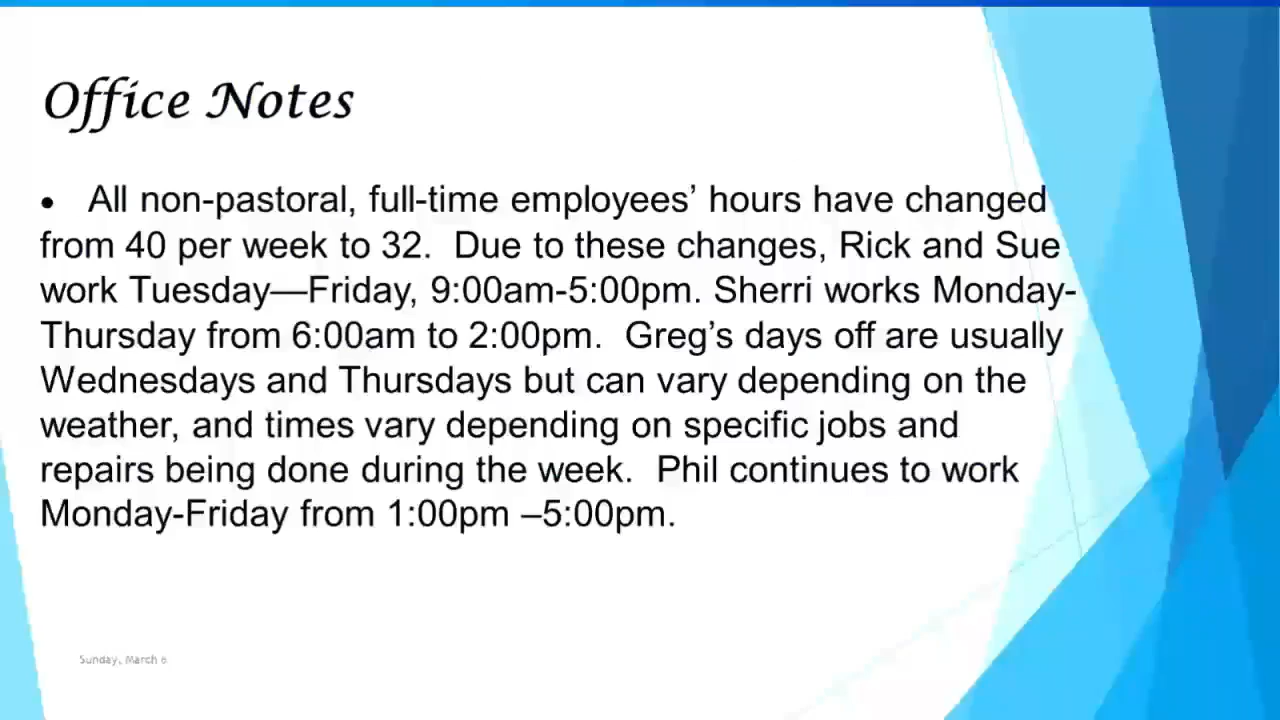 Office Notes
• All non-pastoral, full-time employees’ hours have changed
from 40 per week to 32.  Due to these changes, Rick and Sue
work Tuesday—Friday, 9:00am-5:00pm. Sherri works Monday-
Thursday from 6:00am to 2:00pm.  Greg’s days off are usually
Wednesdays and Thursdays but can vary depending on the
weather, and times vary depending on specific jobs and
repairs being done during the week.  Phil continues to work
Monday-Friday from 1:00pm –5:00pm.
Sunday, March 6